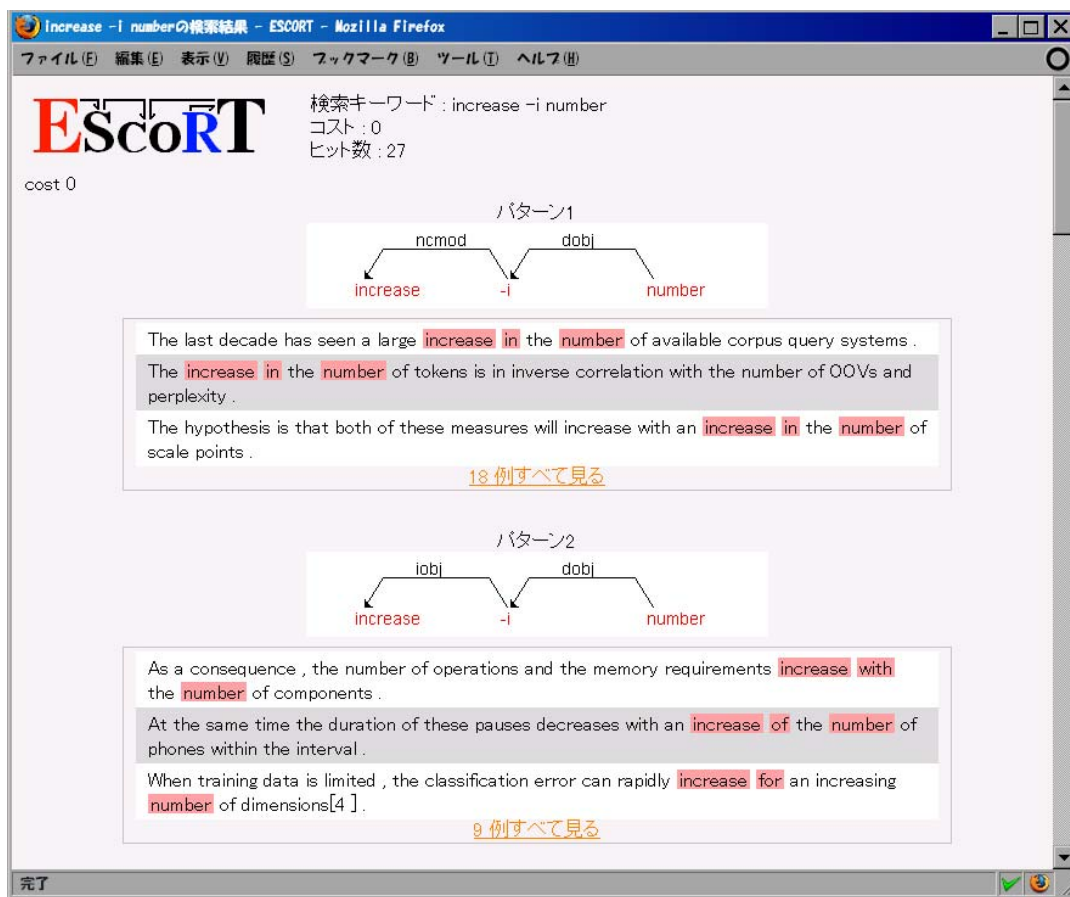 increase -i numberの検索結果 - ESCORT - Mozilla Firefox
ファイル(F) 編集(E) 表示(V) 履歴(S) ブックマーク(B) ツール(T) ヘルプ(H)
ESCORT
検索キーワード : increase -i number
コスト : 0
ヒット数 : 27
cost 0
パターン1
ncmod dobj
increase -i number
The last decade has seen a large increase in the number of available corpus query systems .
The increase in the number of tokens is in inverse correlation with the number of OOVs and
perplexity .
The hypothesis is that both of these measures will increase with an increase in the number of
scale points .
18 例すべて見る
パターン2
iobj dobj
increase -i number
As a consequence , the number of operations and the memory requirements increase with
the number of components .
At the same time the duration of these pauses decreases with an increase of the number of
phones within the interval .
When training data is limited , the classification error can rapidly increase for an increasing
number of dimensions[4 ] .
9 例すべて見る
完了